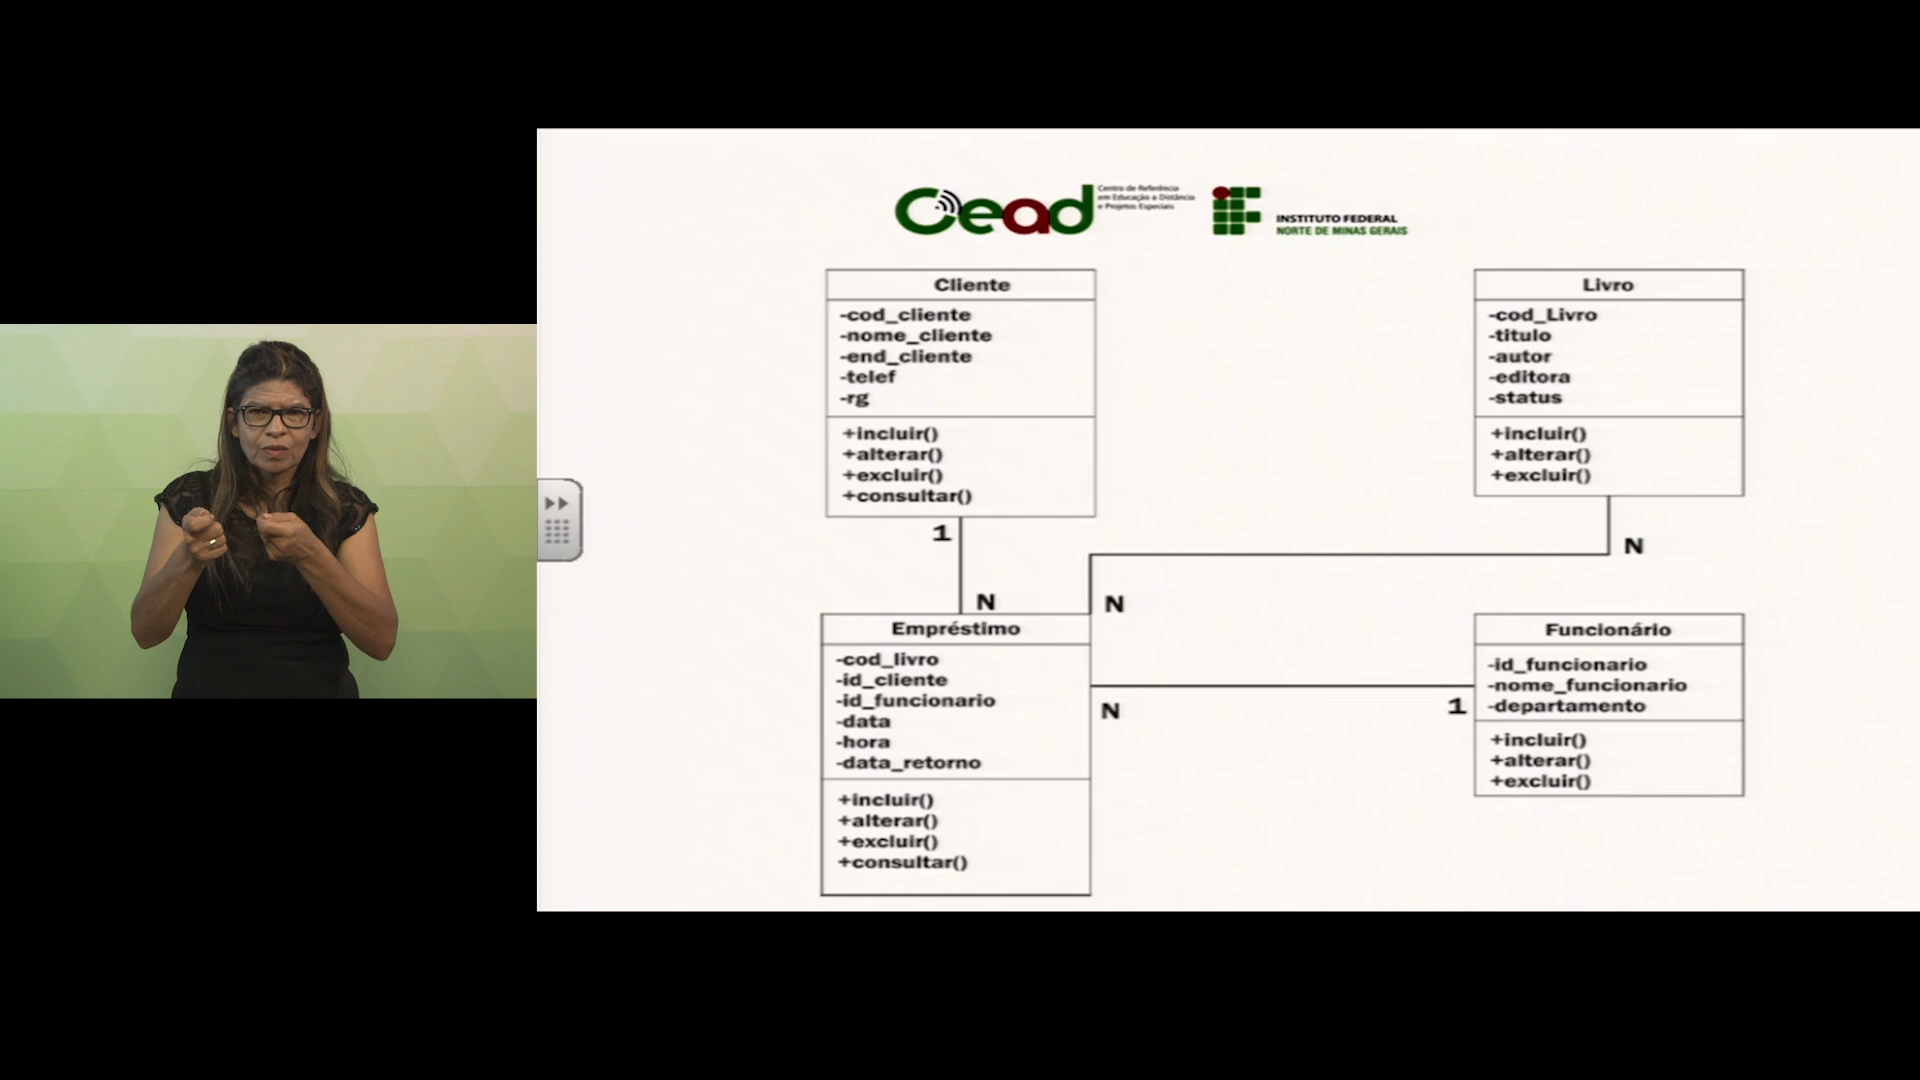 Cead
Centro de Referência
em Educação a Distância
e Projetos Especiais
INSTITUTO FEDERAL
NORTE DE MINAS GERAIS
Cliente
-cod_cliente
-nome_cliente
-end_cliente
-telef
-rg
+incluir()
+alterar()
+excluir()
+consultar()
Livro
-cod_Livro
-titulo
-autor
-editora
-status
+incluir()
+alterar()
+excluir()
1
N
N
N
Empréstimo
-cod_livro
-id_cliente
-id_funcionario
-data
-hora
-data_retorno
+incluir()
+alterar()
+excluir()
+consultar()
N
1
Funcionário
-id_funcionario
-nome_funcionario
-departamento
+incluir()
+alterar()
+excluir()